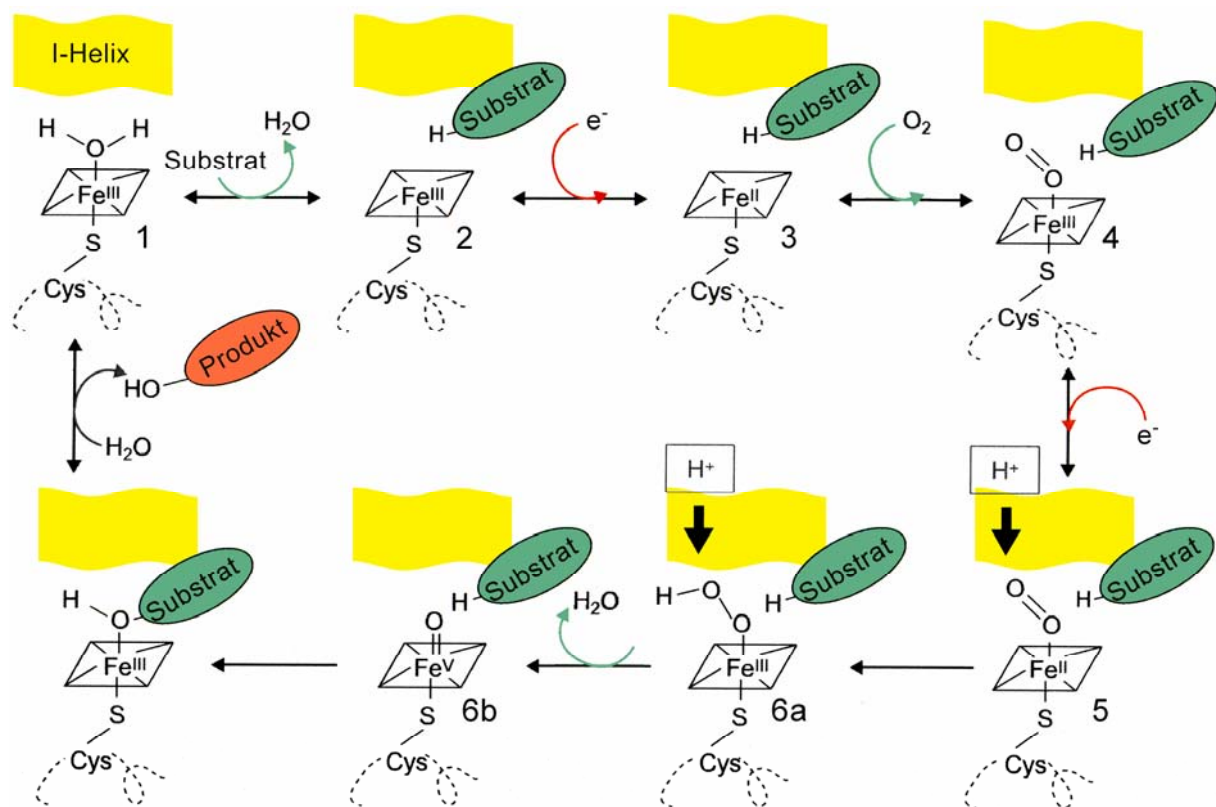 I-Helix
H H
O
Fe^III
S
Cys
1
Substrat
H₂O
Substrat
H
Fe^III
S
Cys
2
e⁻
Substrat
H
Fe^II
S
Cys
3
O₂
Substrat
H
O
O
Fe^III
S
Cys
4
Produkt
HO
H₂O
e⁻
Substrat
H
O
Fe^III
S
Cys
Substrat
H
O
Fe^V
S
Cys
6b
H₂O
H⁺
Substrat
H
H O
O
Fe^III
S
Cys
6a
H⁺
Substrat
H
O
O
Fe^II
S
Cys
5